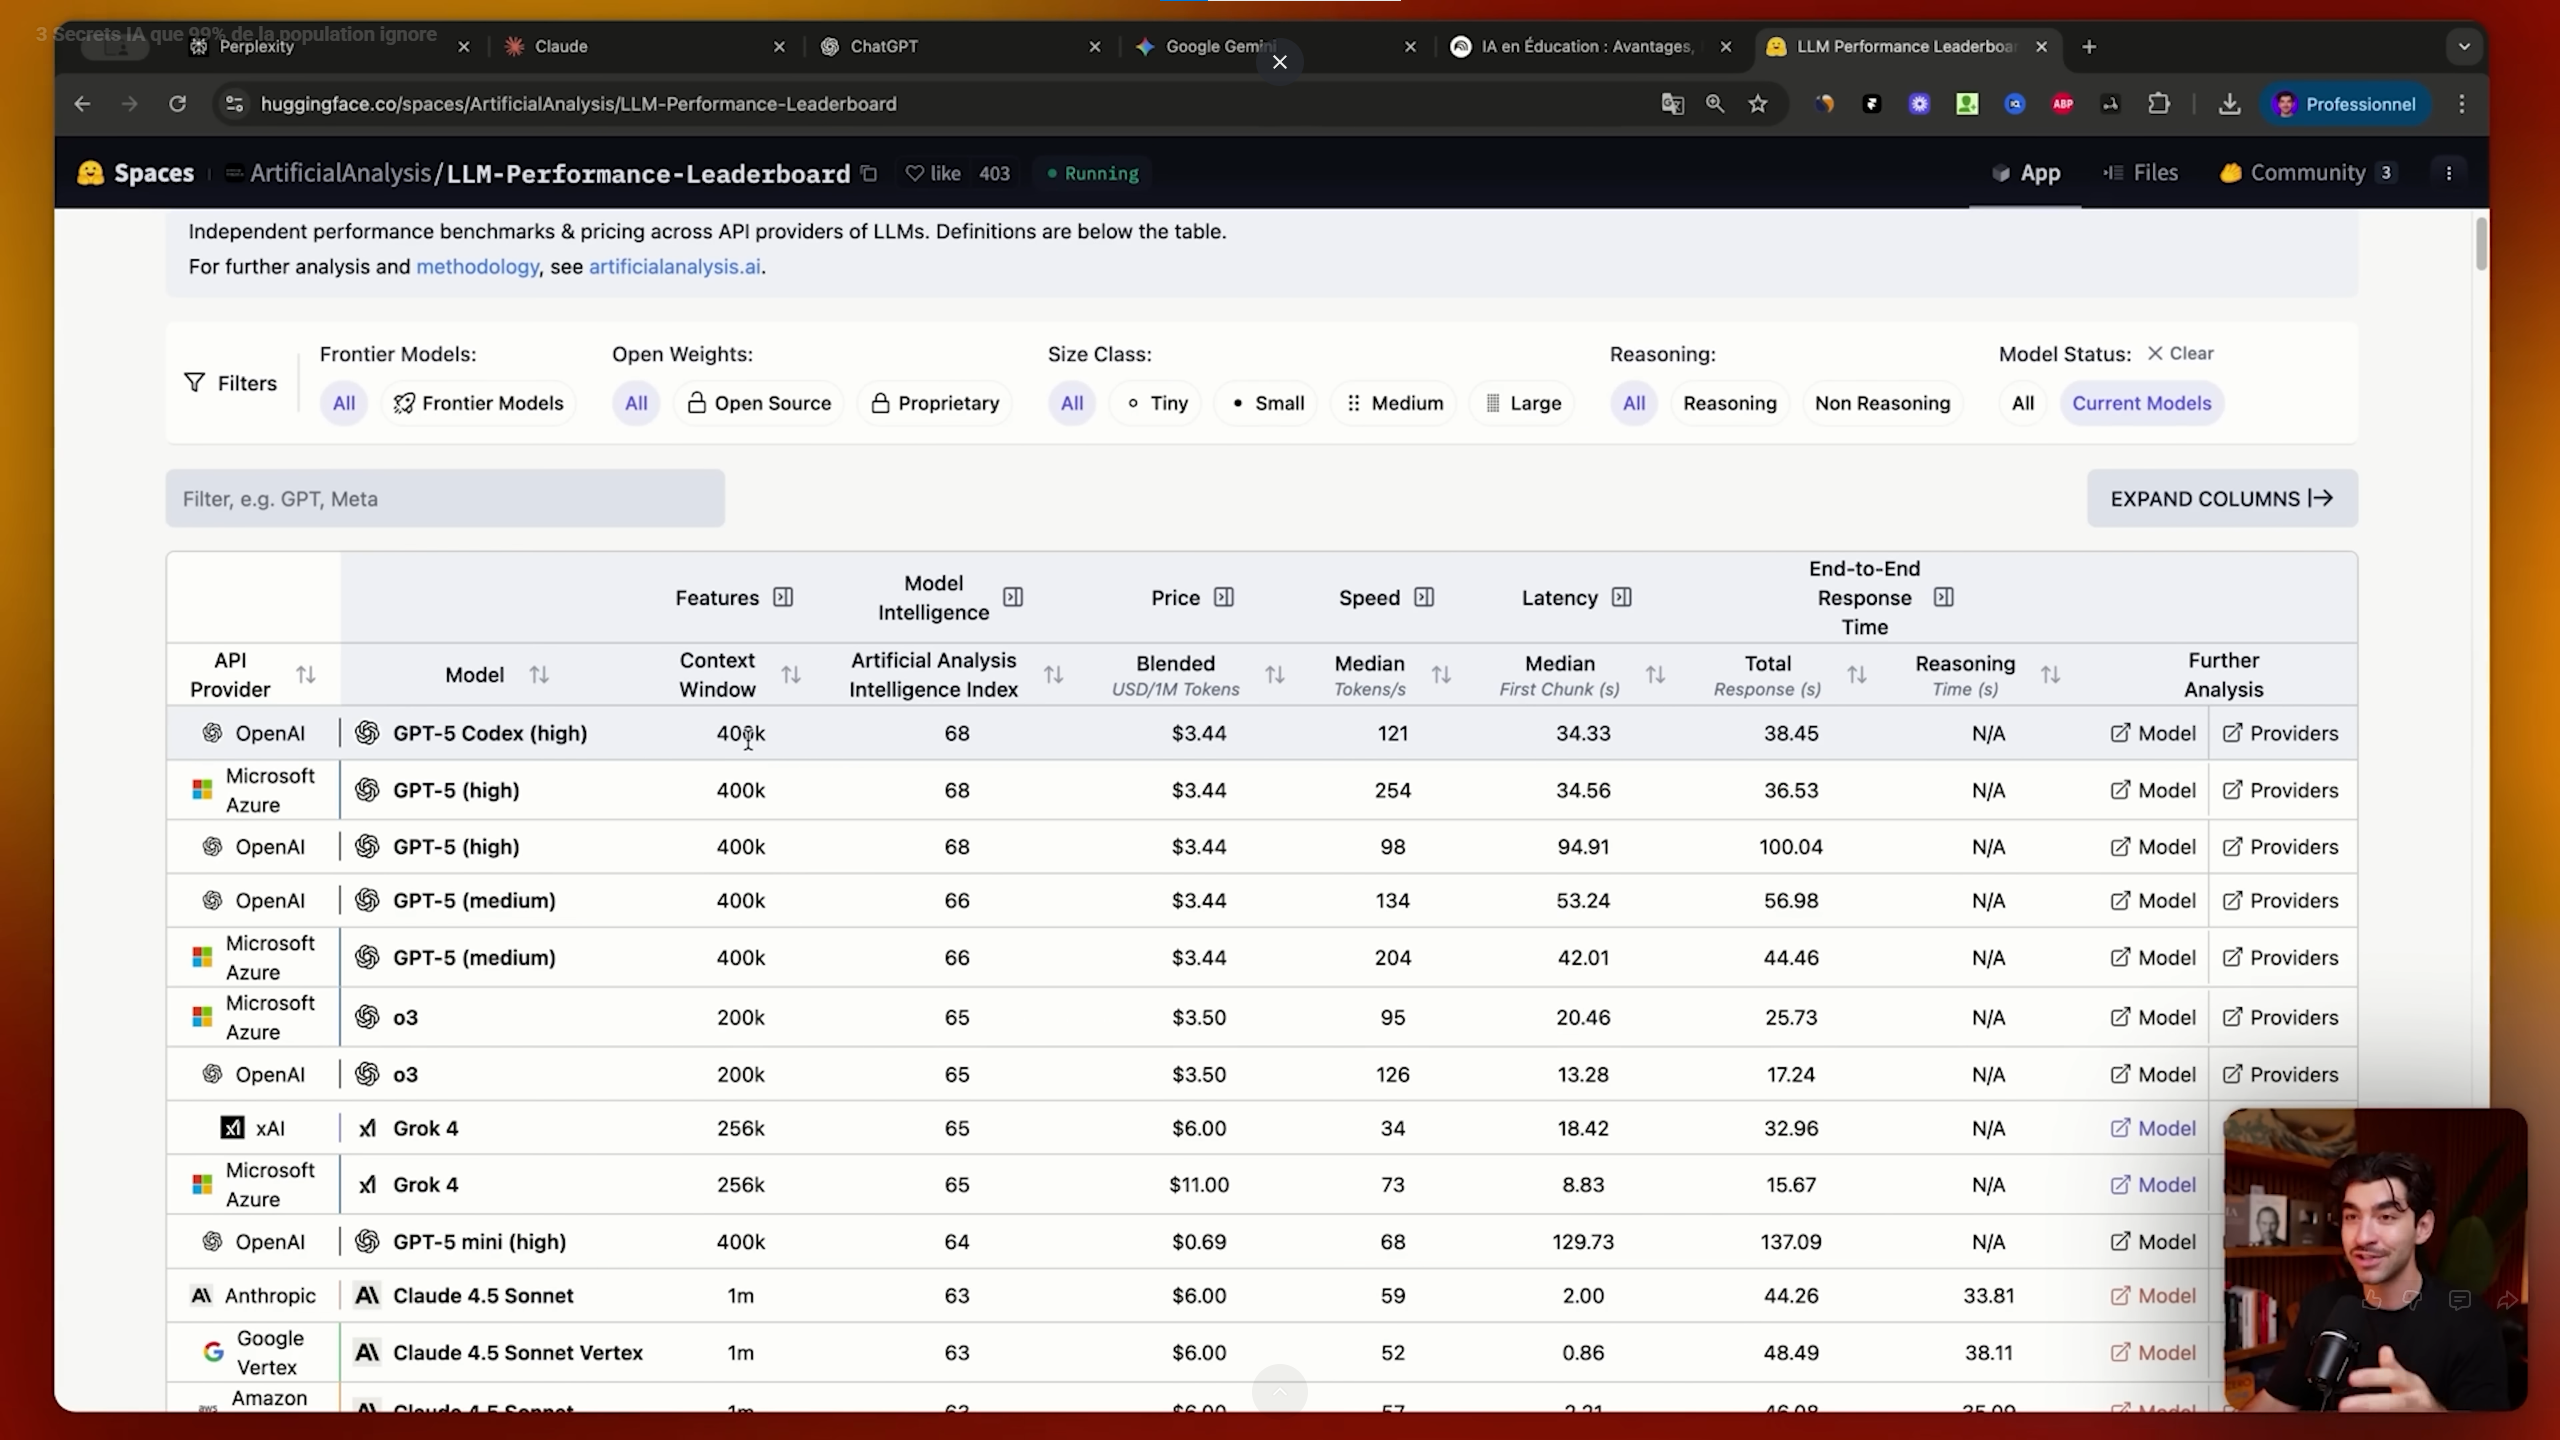 3 Secrets IA que 99% de la population ignore
Perplexity
Claude
ChatGPT
Google Gemini
IA en Éducation : Avantages,
LLM Performance Leaderboar
huggingface.co/spaces/ArtificialAnalysis/LLM-Performance-Leaderboard
ABP
Professionnel
Spaces ArtificialAnalysis/LLM-Performance-Leaderboard like 403 Running App Files Community 3
Independent performance benchmarks & pricing across API providers of LLMs. Definitions are below the table.
For further analysis and methodology, see artificialanalysis.ai.
Filters
Frontier Models: Open Weights: Size Class: Reasoning: Model Status: Clear
All Frontier Models All Open Source Proprietary All Tiny Small Medium Large All Reasoning Non Reasoning All Current Models
Filter, e.g. GPT, Meta
EXPAND COLUMNS
Features Model Intelligence Price Speed Latency End-to-End Response Time
API Provider Model Context Window Artificial Analysis Intelligence Index Blended USD/1M Tokens Median Tokens/s Median First Chunk (s) Total Response (s) Reasoning Time (s) Further Analysis
OpenAI GPT-5 Codex (high) 400k 68 $3.44 121 34.33 38.45 N/A Model Providers
Microsoft Azure GPT-5 (high) 400k 68 $3.44 254 34.56 36.53 N/A Model Providers
OpenAI GPT-5 (high) 400k 68 $3.44 98 94.91 100.04 N/A Model Providers
OpenAI GPT-5 (medium) 400k 66 $3.44 134 53.24 56.98 N/A Model Providers
Microsoft Azure GPT-5 (medium) 400k 66 $3.44 204 42.01 44.46 N/A Model Providers
Microsoft Azure o3 200k 65 $3.50 95 20.46 25.73 N/A Model Providers
OpenAI o3 200k 65 $3.50 126 13.28 17.24 N/A Model Providers
xAI Grok 4 256k 65 $6.00 34 18.42 32.96 N/A Model
Microsoft Azure Grok 4 256k 65 $11.00 73 8.83 15.67 N/A Model
OpenAI GPT-5 mini (high) 400k 64 $0.69 68 129.73 137.09 N/A Model
Anthropic Claude 4.5 Sonnet 1m 63 $6.00 59 2.00 44.26 33.81 Model
Google Vertex Claude 4.5 Sonnet Vertex 1m 63 $6.00 52 0.86 48.49 38.11 Model
Amazon Claude 4.5 Sonnet 1m 63 $6.00 57